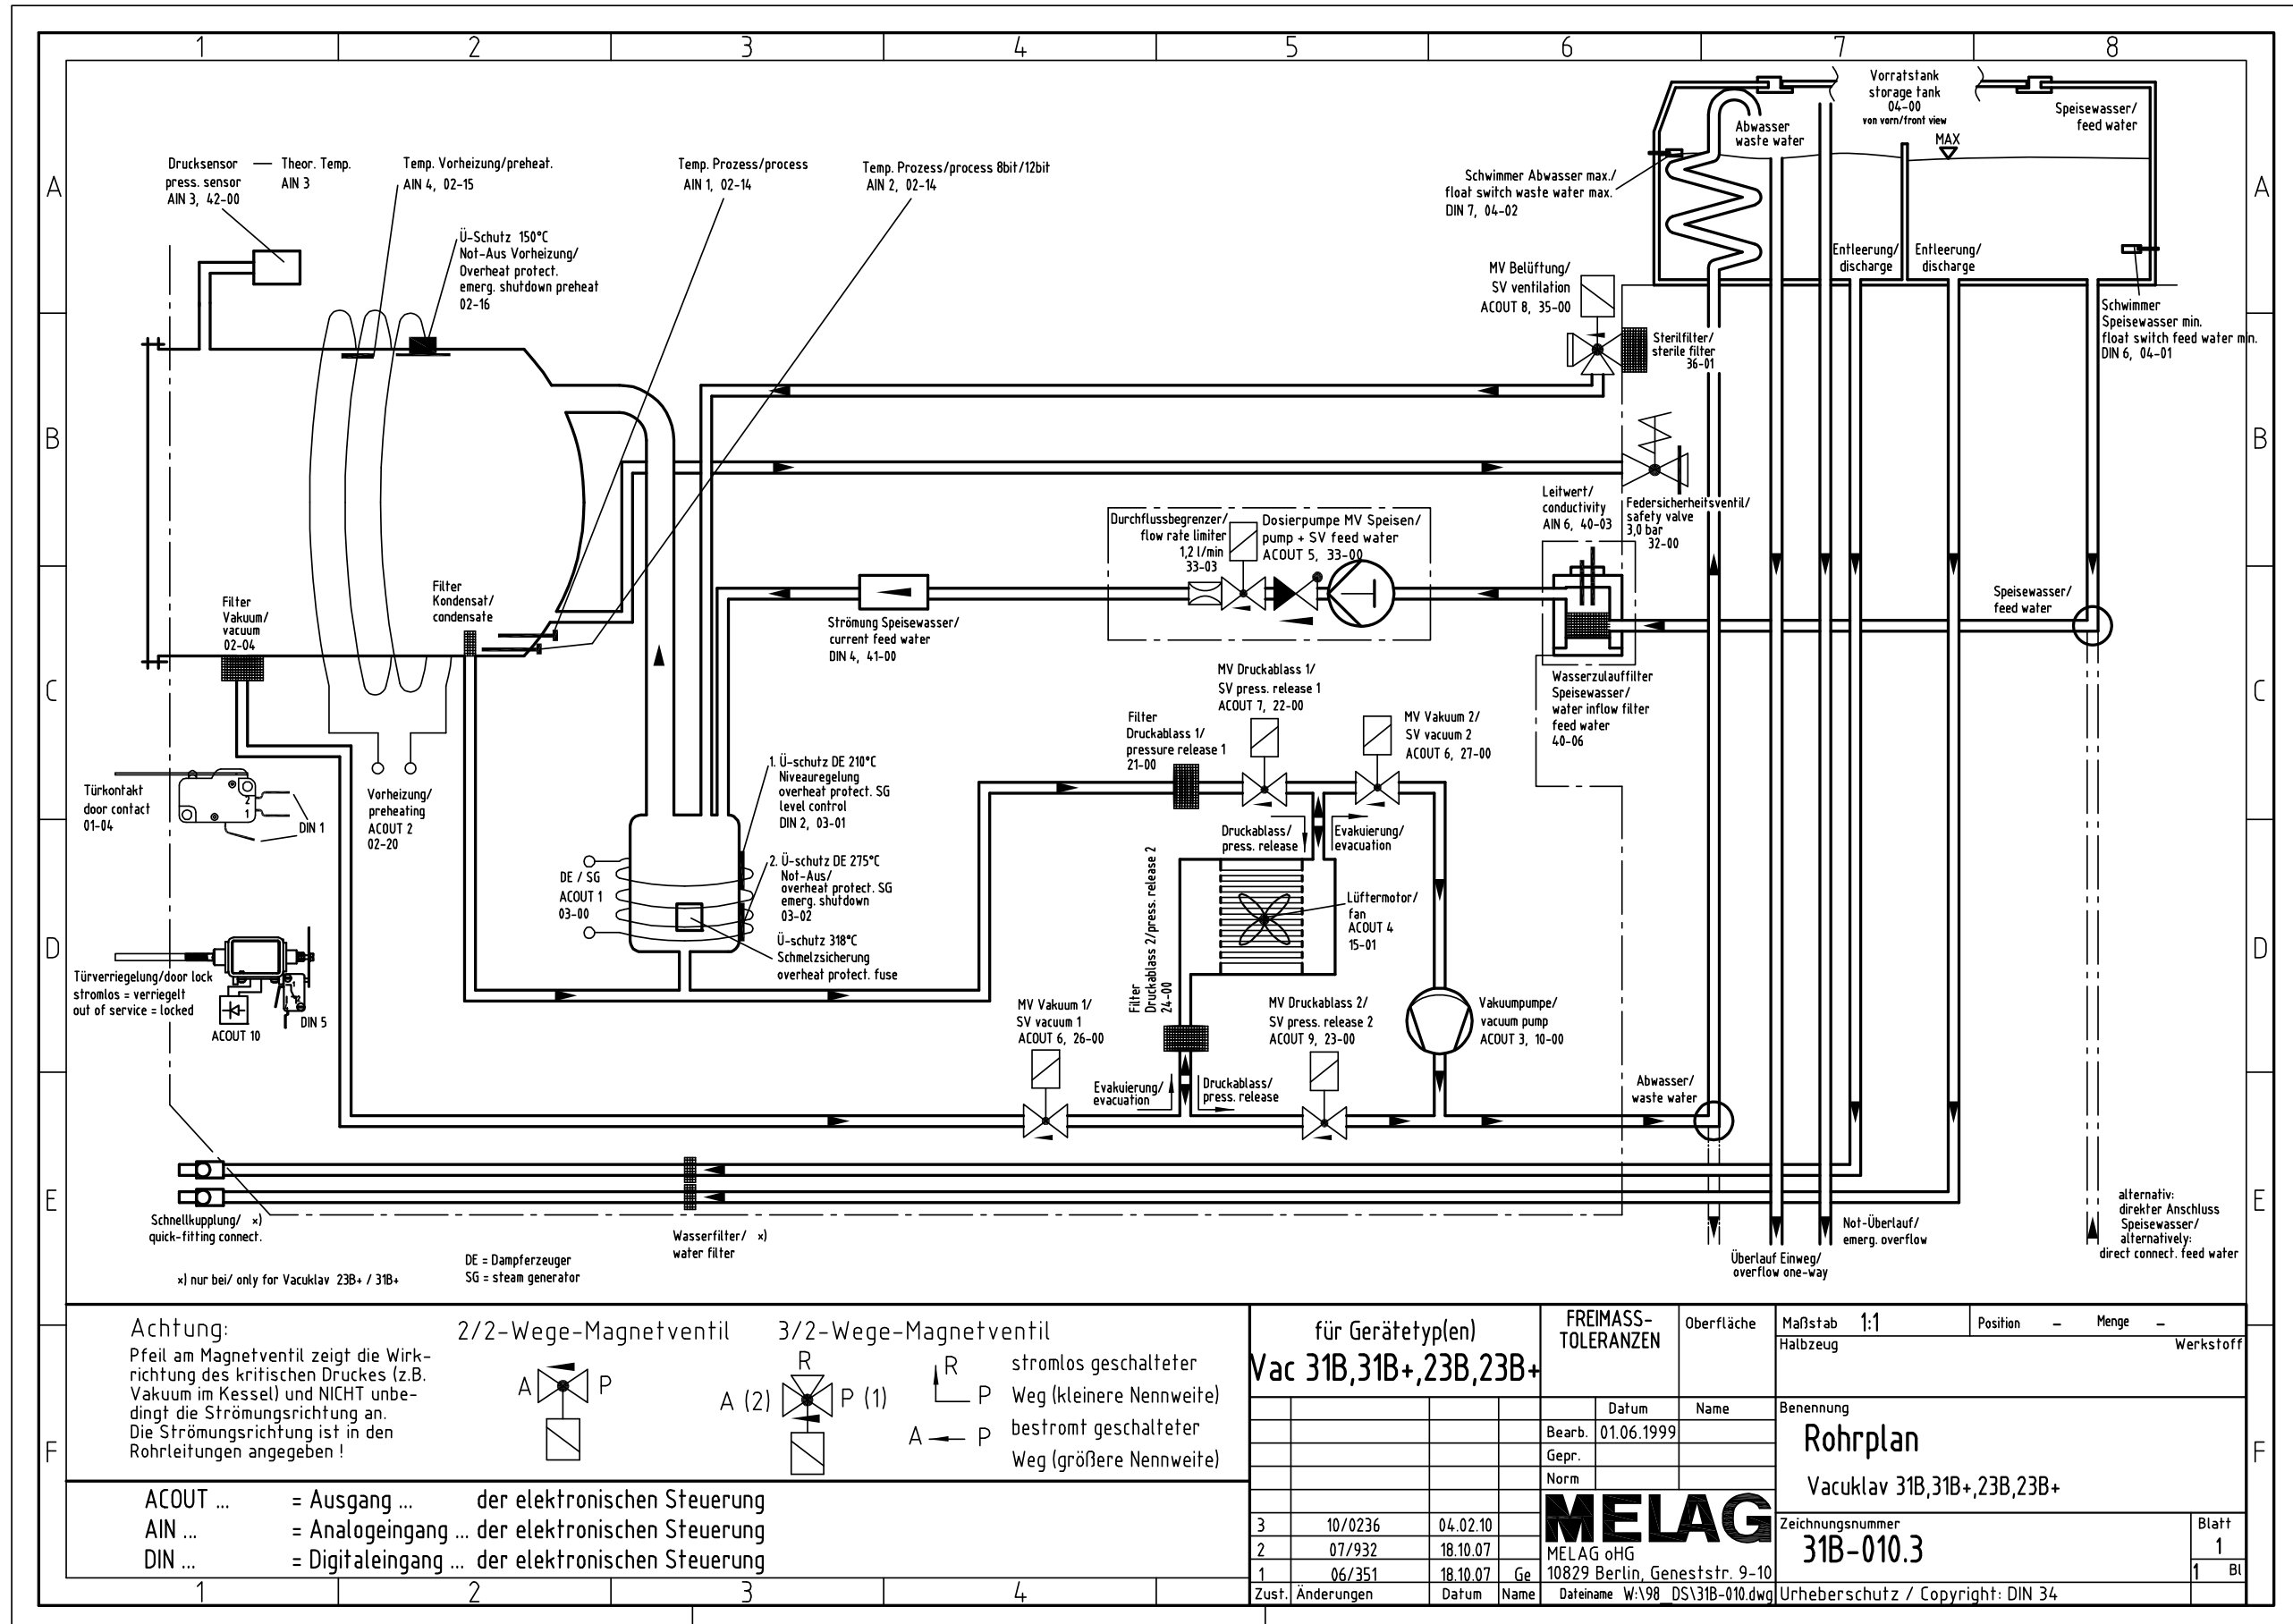 1 2 3 4 5 6 7 8
A
B
C
D
E
F
A
B
C
D
E
F
Drucksensor
press. sensor
AIN 3, 42-00
Theor. Temp.
AIN 3
Temp. Vorheizung/preheat.
AIN 4, 02-15
Temp. Prozess/process
AIN 1, 02-14
Temp. Prozess/process 8bit/12bit
AIN 2, 02-14
Ü-Schutz 150°C
Not-Aus Vorheizung/
Overheat protect.
emerg. shutdown preheat
02-16
Vorratstank
storage tank
04-00
von vorn/front view
MAX
Speisewasser/
feed water
Abwasser
waste water
Schwimmer Abwasser max./
float switch waste water max.
DIN 7, 04-02
Entleerung/
discharge
Entleerung/
discharge
Schwimmer
Speisewasser min.
float switch feed water min.
DIN 6, 04-01
MV Belüftung/
SV ventilation
ACOUT 8, 35-00
Sterilfilter/
sterile filter
36-01
Federsicherheitsventil/
safety valve
3,0 bar
32-00
Leitwert/
conductivity
AIN 6, 40-03
Durchflussbegrenzer/
flow rate limiter
1,2 l/min
33-03
Dosierpumpe MV Speisen/
pump + SV feed water
ACOUT 5, 33-00
Strömung Speisewasser/
current feed water
DIN 4, 41-00
Speisewasser/
feed water
Wasserzulauffilter
Speisewasser/
water inflow filter
feed water
40-06
Filter
Vakuum/
vacuum
02-04
Filter
Kondensat/
condensate
MV Druckablass 1/
SV press. release 1
ACOUT 7, 22-00
MV Vakuum 2/
SV vacuum 2
ACOUT 6, 27-00
Filter
Druckablass 1/
pressure release 1
21-00
Türkontakt
door contact
01-04
2
1
DIN 1
Vorheizung/
preheating
ACOUT 2
02-20
1. Ü-schutz DE 210°C
Niveauregelung
overheat protect. SG
level control
DIN 2, 03-01
2. Ü-schutz DE 275°C
Not-Aus/
overheat protect. SG
emerg. shutdown
03-02
Ü-schutz 318°C
Schmelzsicherung
overheat protect. fuse
DE / SG
ACOUT 1
03-00
Druckablass/
press. release
Evakuierung/
evacuation
Lüftermotor/
fan
ACOUT 4
15-01
Filter
Druckablass 2/press. release 2
24-00
Türverriegelung/door lock
stromlos = verriegelt
out of service = locked
ACOUT 10
DIN 5
MV Vakuum 1/
SV vacuum 1
ACOUT 6, 26-00
MV Druckablass 2/
SV press. release 2
ACOUT 9, 23-00
Vakuumpumpe/
vacuum pump
ACOUT 3, 10-00
Evakuierung/
evacuation
Druckablass/
press. release
Abwasser/
waste water
Schnellkupplung/ x)
quick-fitting connect.
Wasserfilter/ x)
water filter
x) nur bei/ only for Vacuklav 23B+ / 31B+
DE = Dampferzeuger
SG = steam generator
Überlauf Einweg/
overflow one-way
Not-Überlauf/
emerg. overflow
alternativ:
direkter Anschluss
Speisewasser/
alternatively:
direct connect. feed water
Achtung:
Pfeil am Magnetventil zeigt die Wirk-
richtung des kritischen Druckes (z.B.
Vakuum im Kessel) und NICHT unbe-
dingt die Strömungsrichtung an.
Die Strömungsrichtung ist in den
Rohrleitungen angegeben !
2/2-Wege-Magnetventil
A P
3/2-Wege-Magnetventil
R
A (2) P (1)
R
P
stromlos geschalteter
Weg (kleinere Nennweite)
A P
bestromt geschalteter
Weg (größere Nennweite)
ACOUT ... = Ausgang ... der elektronischen Steuerung
AIN ... = Analogeingang ... der elektronischen Steuerung
DIN ... = Digitaleingang ... der elektronischen Steuerung
für Gerätetyp(en)
Vac 31B,31B+,23B,23B+
FREIMASS-
TOLERANZEN
Oberfläche
Maßstab 1:1
Position -
Menge -
Halbzeug
Werkstoff
Datum Name
Bearb. 01.06.1999
Gepr.
Norm
Benennung
Rohrplan
Vacuklav 31B,31B+,23B,23B+
MELAG
MELAG oHG
10829 Berlin, Geneststr. 9-10
Zeichnungsnummer
31B-010.3
Blatt
1
1 Bl
3 10/0236 04.02.10
2 07/932 18.10.07
1 06/351 18.10.07 Ge
Zust. Änderungen Datum Name
Dateiname W:\98_DS\31B-010.dwg
Urheberschutz / Copyright: DIN 34
1 2 3 4